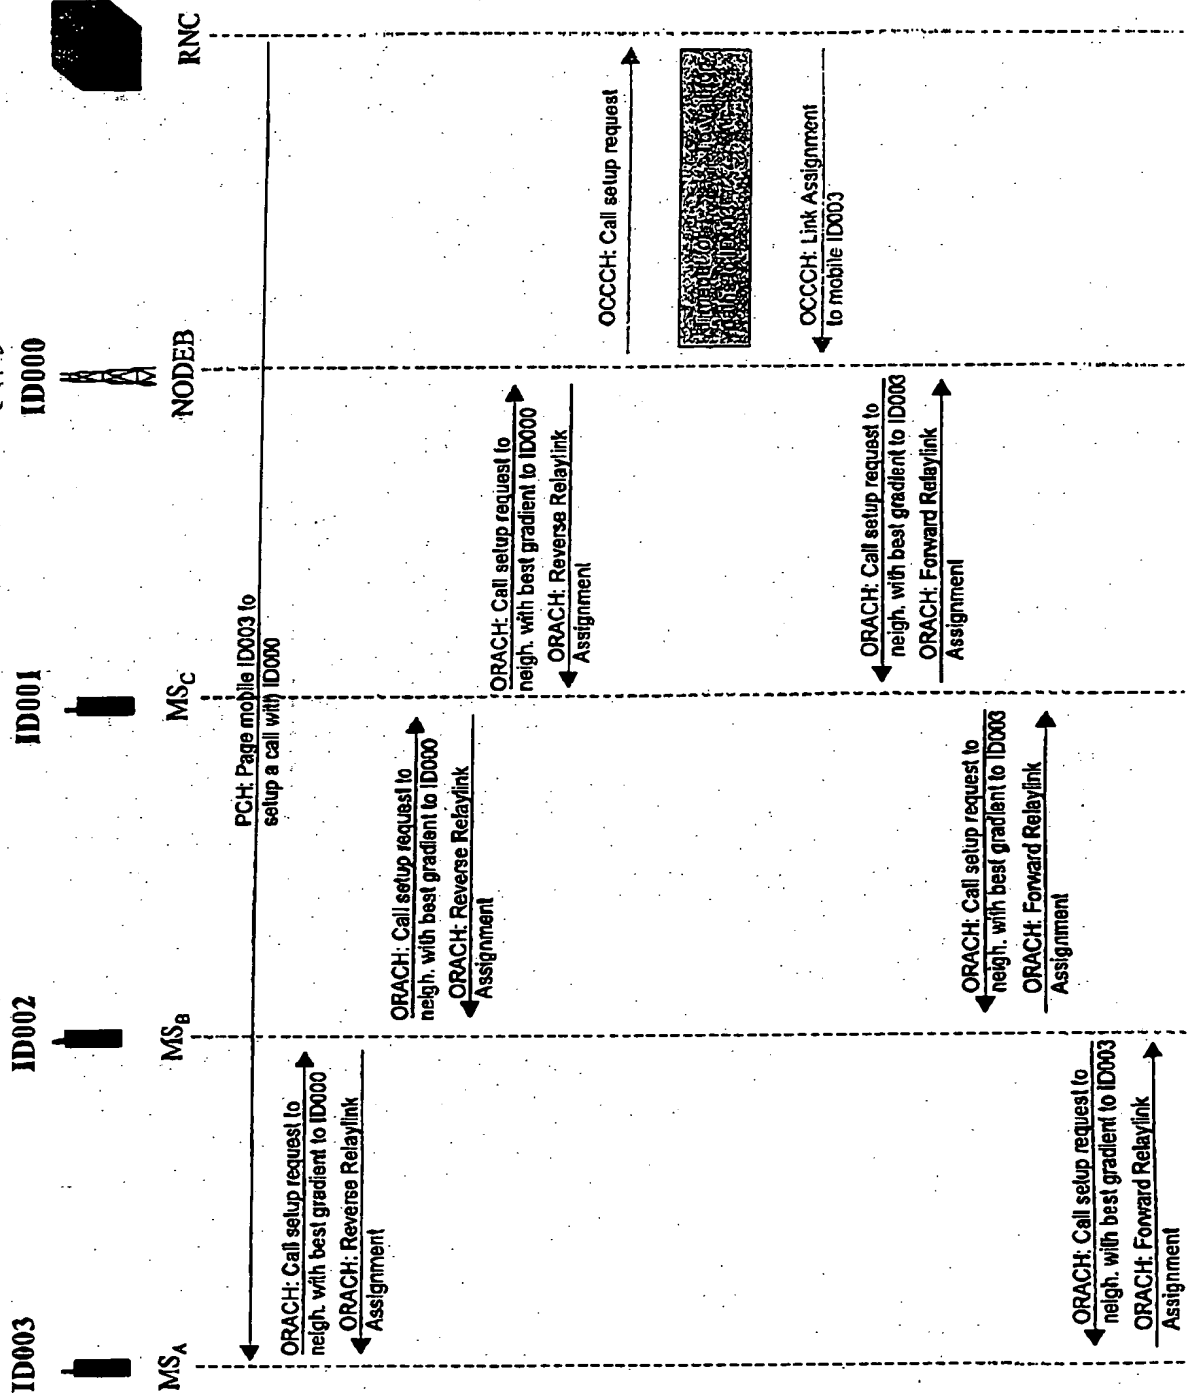 ID003
ID002
ID001
ID000
MSA
MSB
MSC
NODEB
RNC
PCH: Page mobile ID003 to
setup a call with ID000
ORACH: Call setup request to
neigh. with best gradient to ID000
ORACH: Reverse Relaylink
Assignment
ORACH: Call setup request to
neigh. with best gradient to ID000
ORACH: Reverse Relaylink
Assignment
ORACH: Call setup request to
neigh. with best gradient to ID000
ORACH: Reverse Relaylink
Assignment
OCCCH: Call setup request
OCCCH: Link Assignment
to mobile ID003
ORACH: Call setup request to
neigh. with best gradient to ID003
ORACH: Forward Relaylink
Assignment
ORACH: Call setup request to
neigh. with best gradient to ID003
ORACH: Forward Relaylink
Assignment
ORACH: Call setup request to
neigh. with best gradient to ID003
ORACH: Forward Relaylink
Assignment